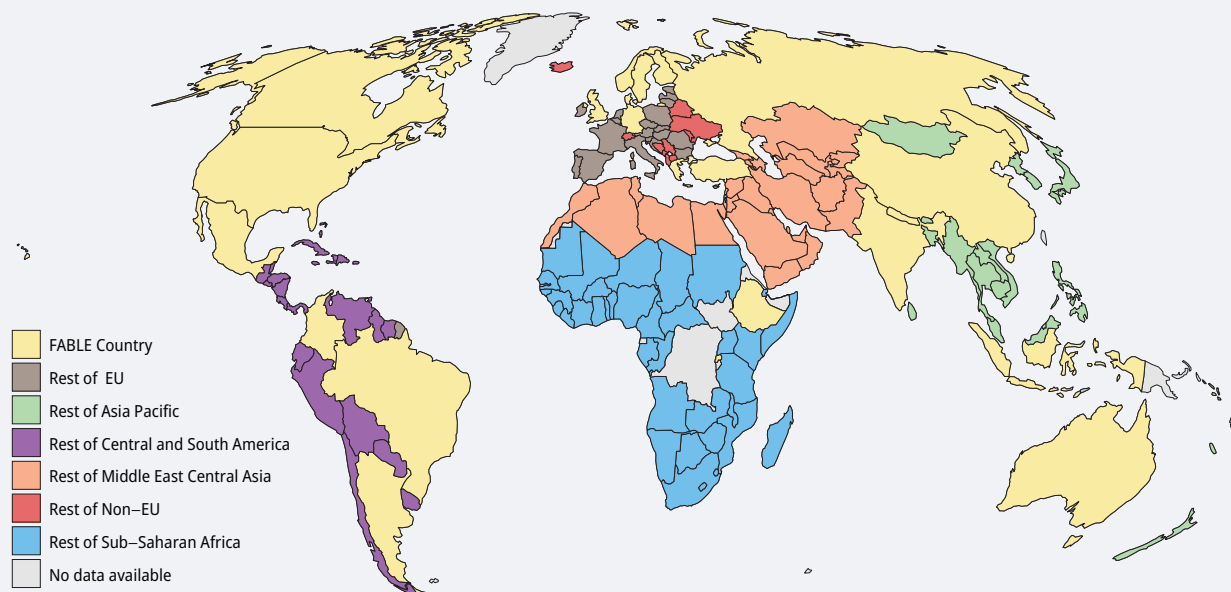 FABLE Country
Rest of EU
Rest of Asia Pacific
Rest of Central and South America
Rest of Middle East Central Asia
Rest of Non−EU
Rest of Sub−Saharan Africa
No data available